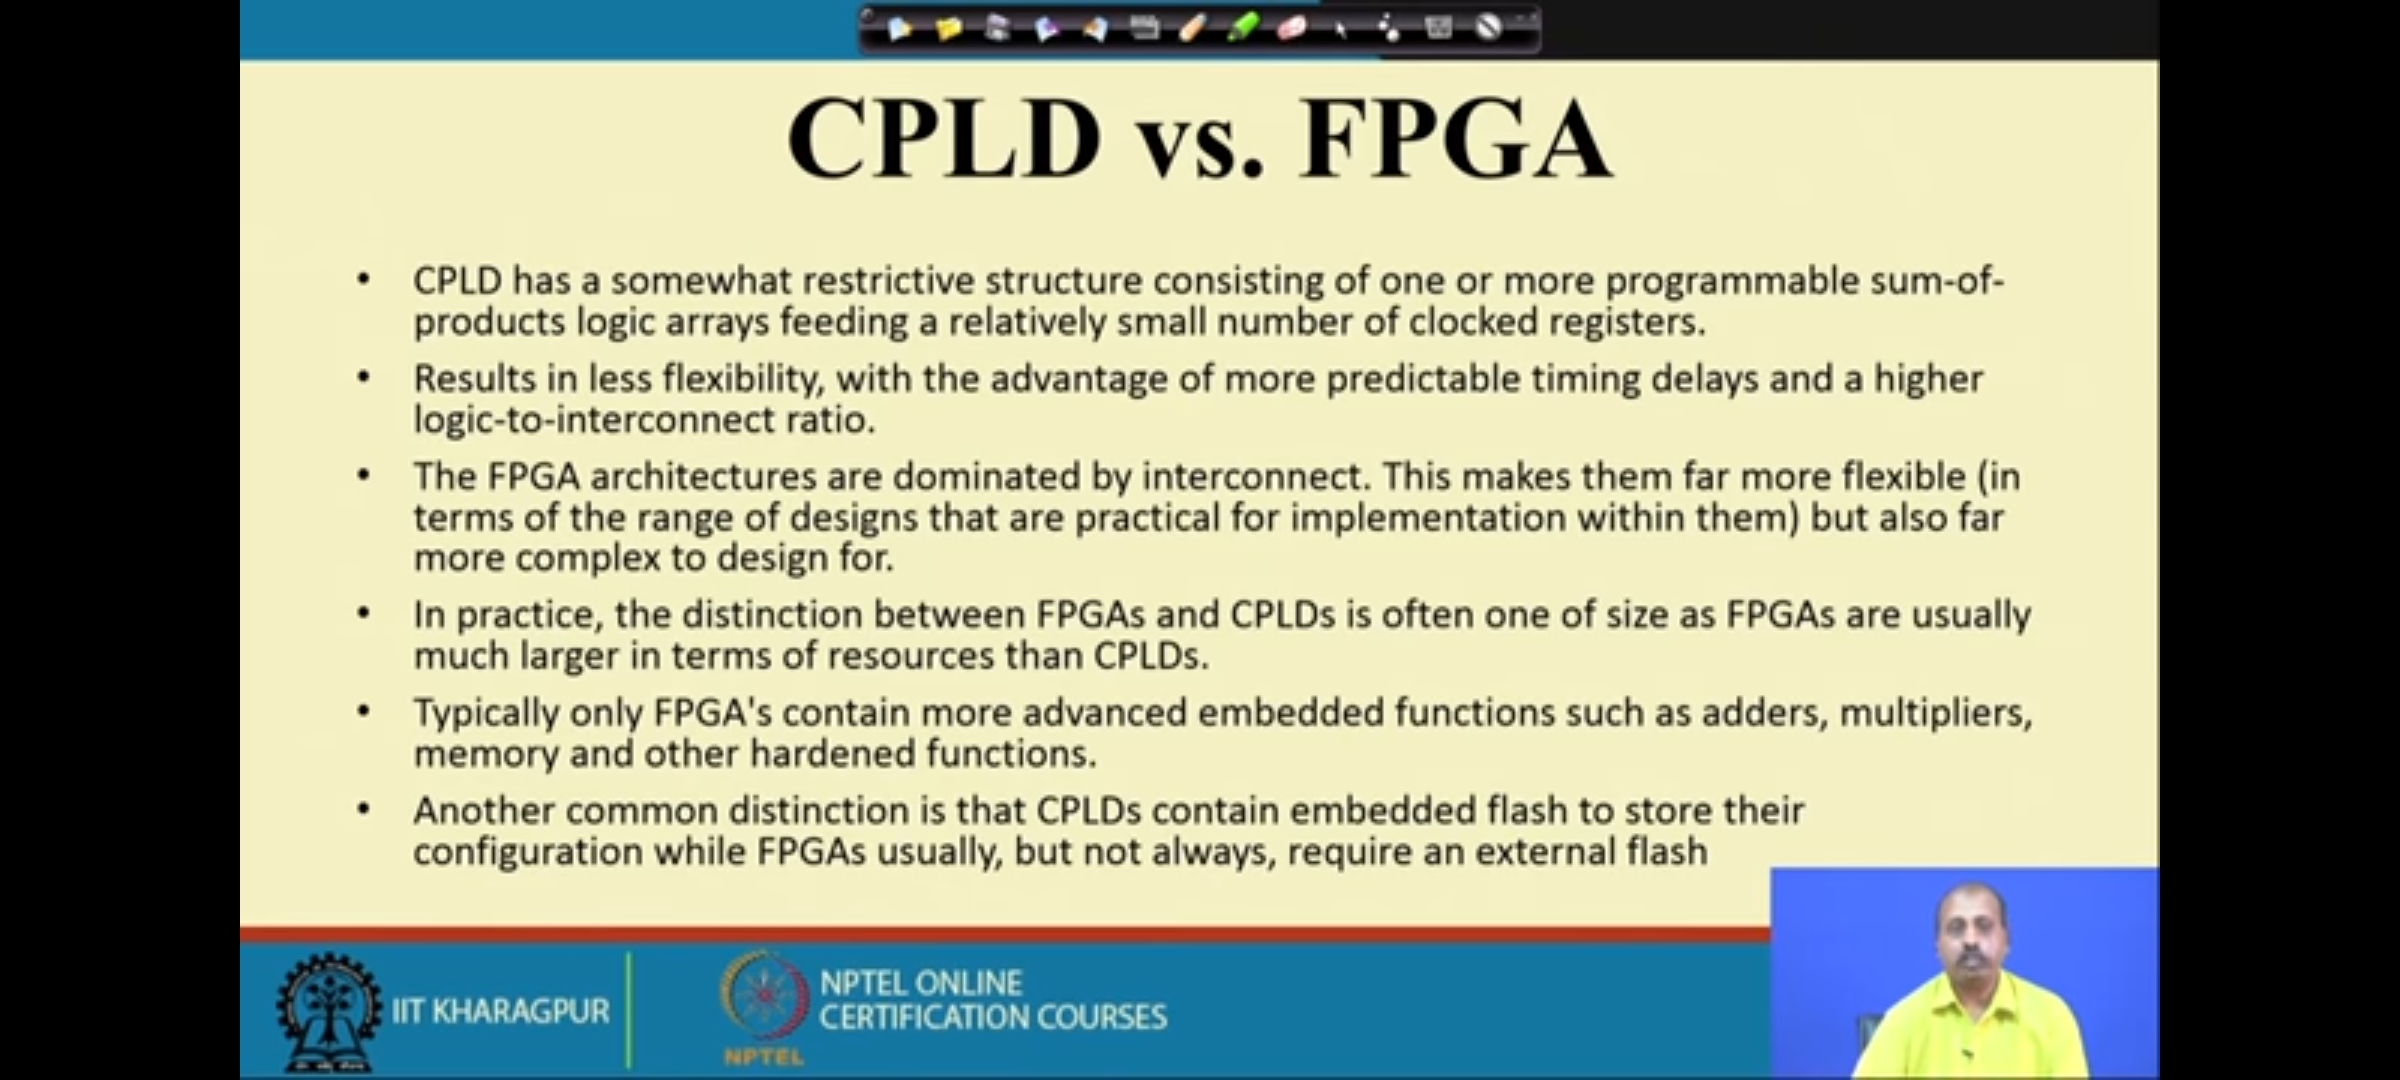 CPLD vs. FPGA
• CPLD has a somewhat restrictive structure consisting of one or more programmable sum-of-
products logic arrays feeding a relatively small number of clocked registers.
• Results in less flexibility, with the advantage of more predictable timing delays and a higher
logic-to-interconnect ratio.
• The FPGA architectures are dominated by interconnect. This makes them far more flexible (in
terms of the range of designs that are practical for implementation within them) but also far
more complex to design for.
• In practice, the distinction between FPGAs and CPLDs is often one of size as FPGAs are usually
much larger in terms of resources than CPLDs.
• Typically only FPGA's contain more advanced embedded functions such as adders, multipliers,
memory and other hardened functions.
• Another common distinction is that CPLDs contain embedded flash to store their
configuration while FPGAs usually, but not always, require an external flash
IIT KHARAGPUR
NPTEL
NPTEL ONLINE
CERTIFICATION COURSES